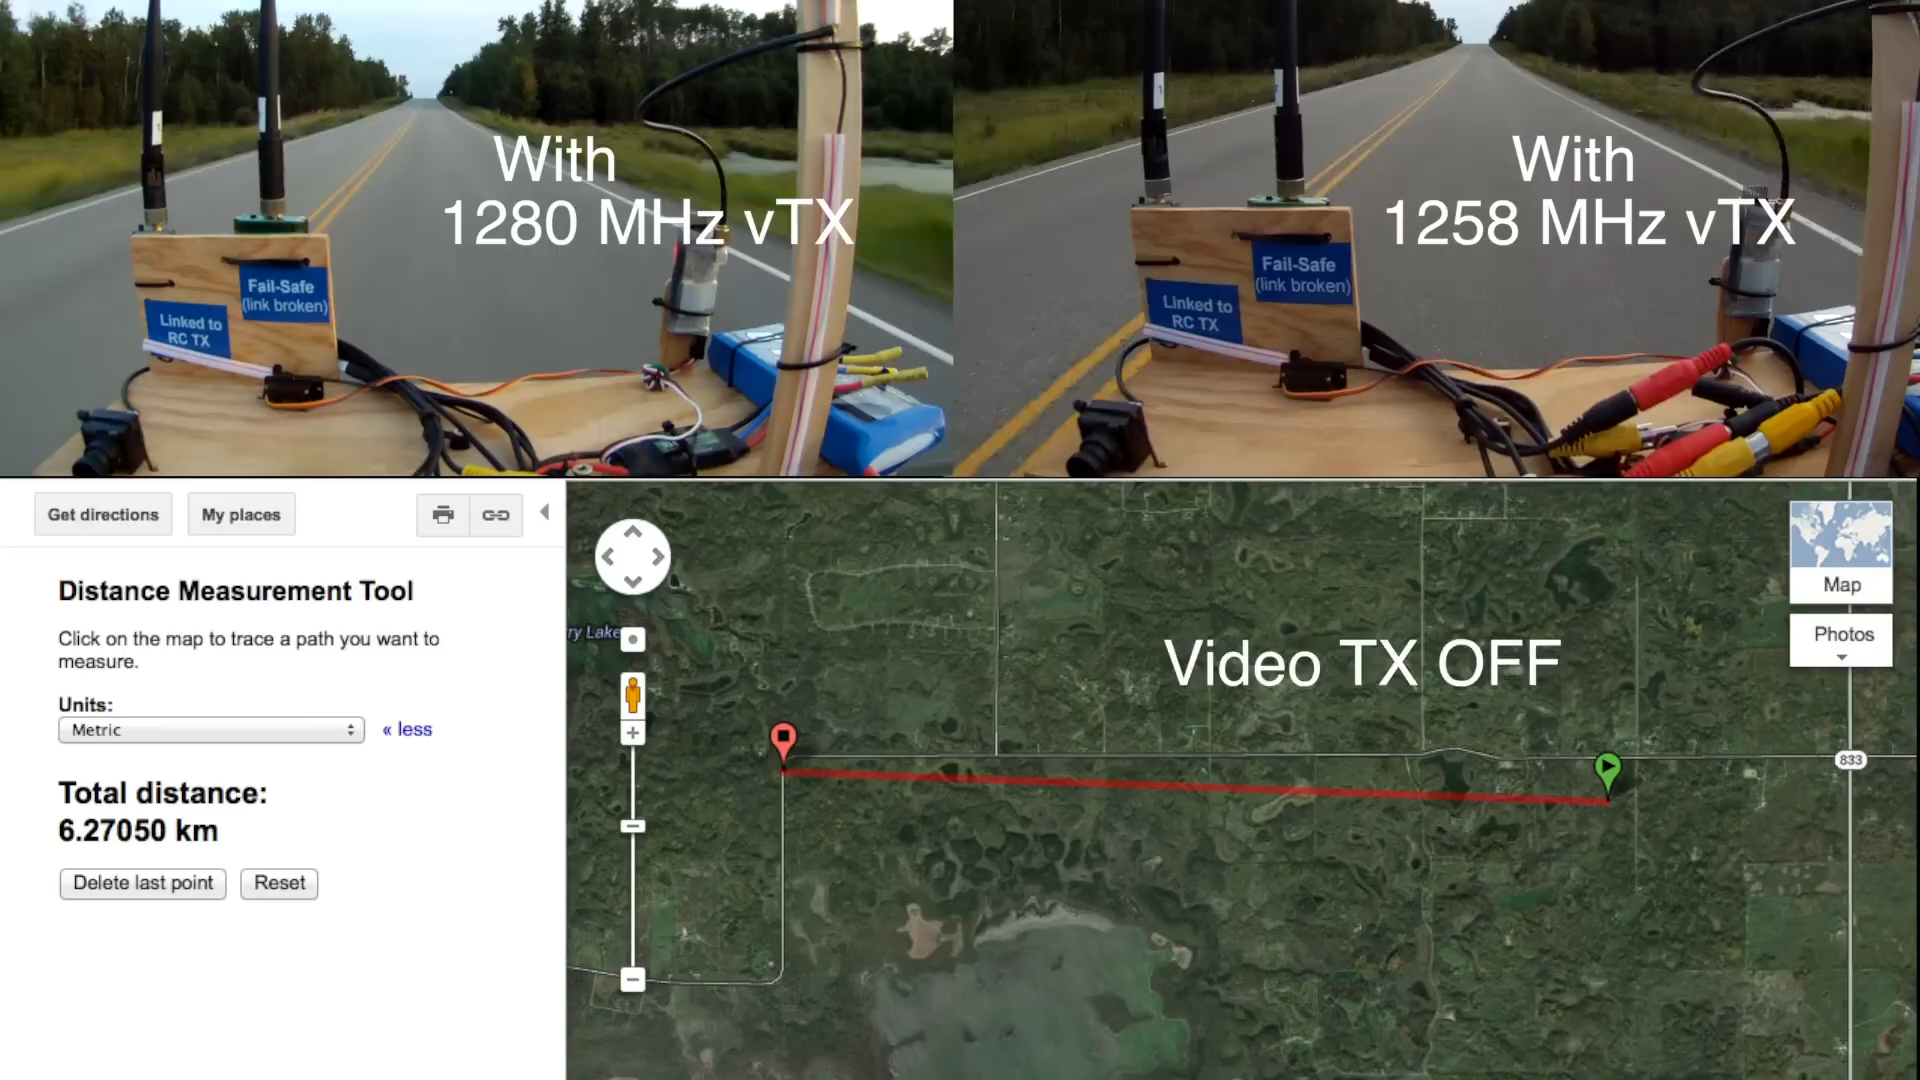 With
1280 MHz vTX
Fail-Safe
(link broken)
Linked to
RC TX
With
1258 MHz vTX
Fail-Safe
(link broken)
Linked to
RC TX
Get directions
My places
Distance Measurement Tool
Click on the map to trace a path you want to
measure.
Units:
Metric
« less
Total distance:
6.27050 km
Delete last point
Reset
ry Lake
Video TX OFF
Map
Photos
833